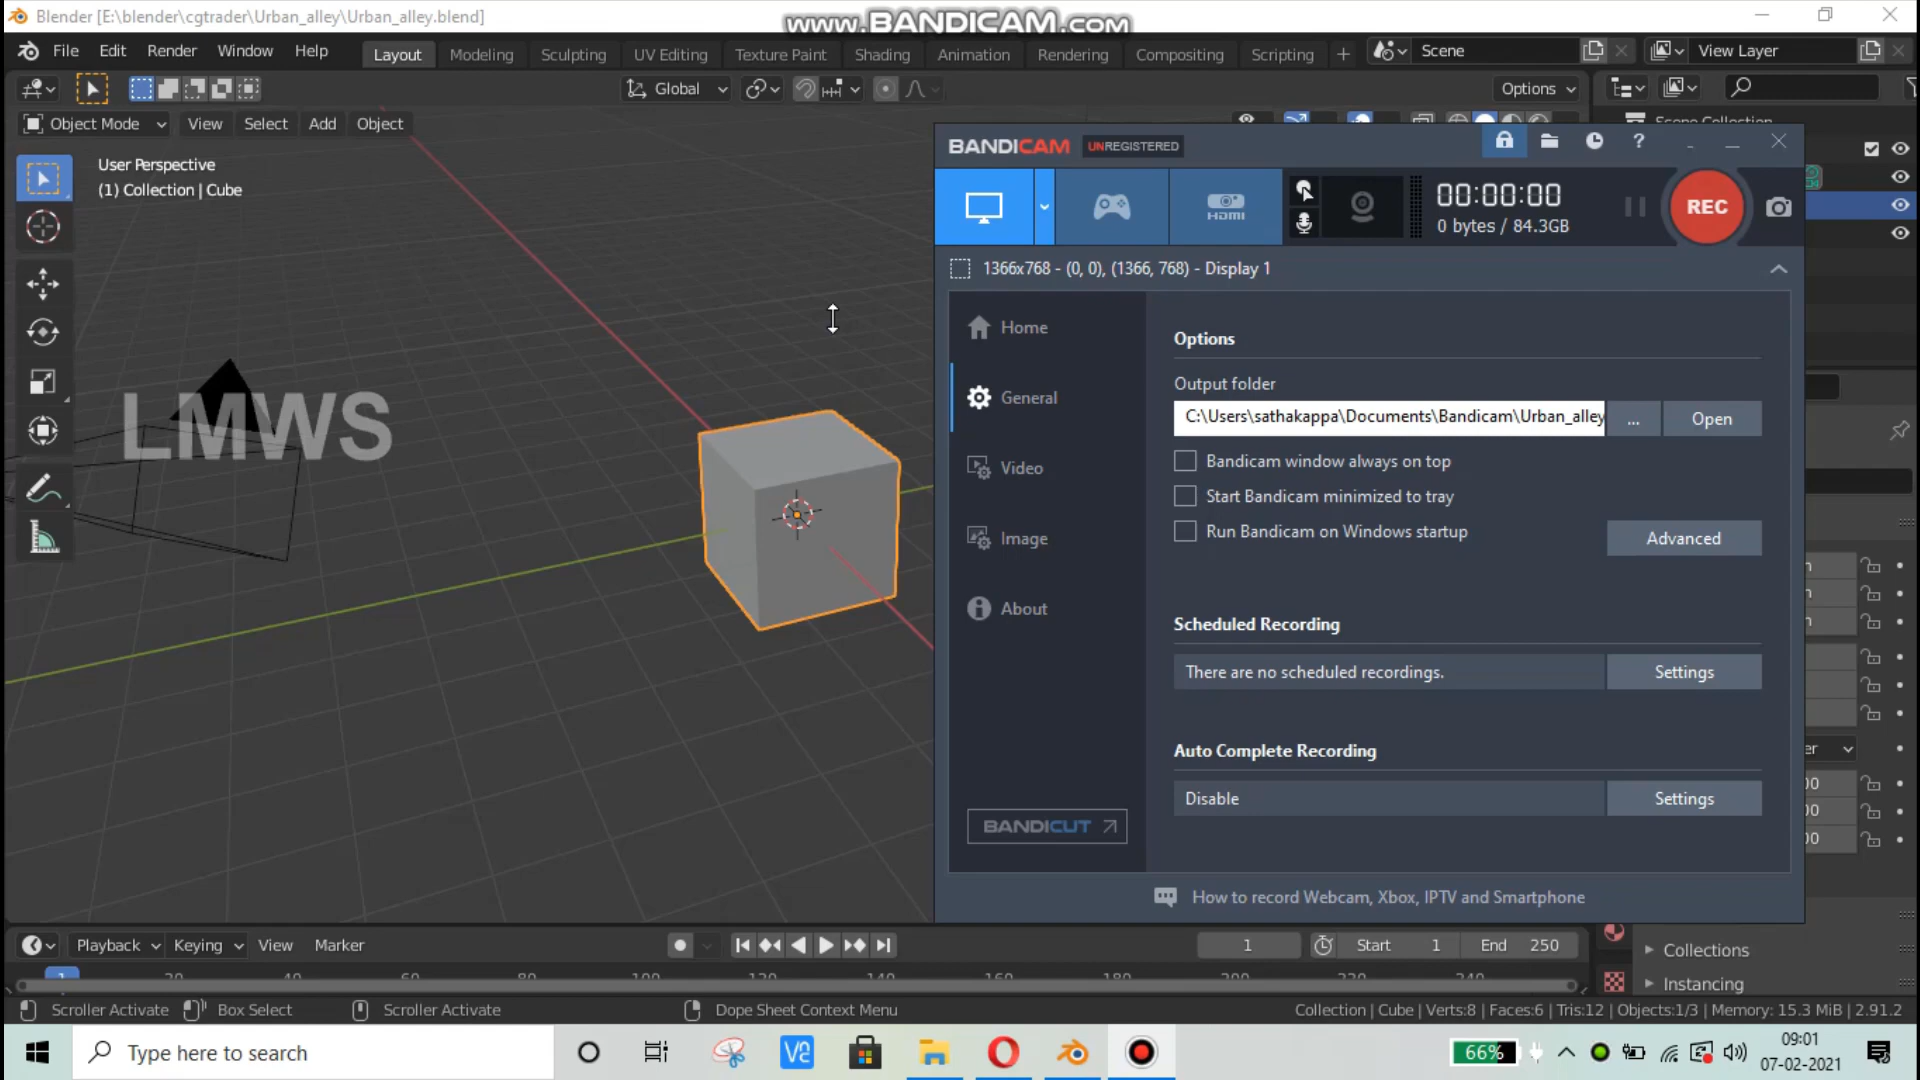 Blender [E:\blender\cgtrader\Urban_alley\Urban_alley.blend]
www.BANDICAM.com
File Edit Render Window Help
Layout Modeling Sculpting UV Editing Texture Paint Shading Animation Rendering Compositing Scripting +
Scene
View Layer
Global
Options
Object Mode View Select Add Object
Scene Collection
User Perspective
(1) Collection | Cube
LMWS
BANDICAM UNREGISTERED
?
HDMI
00:00:00
0 bytes / 84.3GB
REC
1366x768 - (0, 0), (1366, 768) - Display 1
Home
General
Video
Image
About
BANDICUT
Options
Output folder
C:\Users\sathakappa\Documents\Bandicam\Urban_alley
...
Open
Bandicam window always on top
Start Bandicam minimized to tray
Run Bandicam on Windows startup
Advanced
Scheduled Recording
There are no scheduled recordings.
Settings
Auto Complete Recording
Disable
Settings
How to record Webcam, Xbox, IPTV and Smartphone
Playback Keying View Marker
1
Start 1
End 250
1
Collections
Instancing
Scroller Activate
Box Select
Scroller Activate
Dope Sheet Context Menu
Collection | Cube | Verts:8 | Faces:6 | Tris:12 | Objects:1/3 | Memory: 15.3 MiB | 2.91.2
Type here to search
66%
09:01
07-02-2021